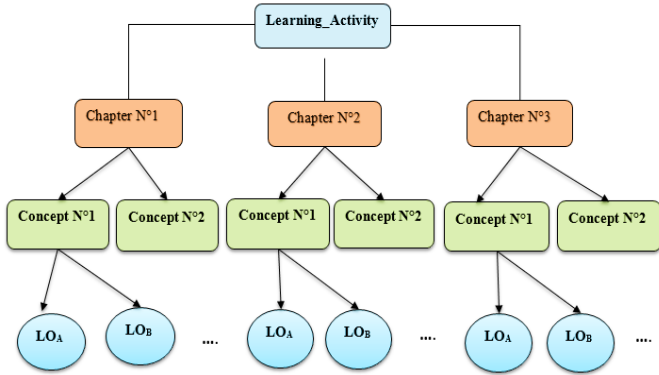 Learning_Activity
Chapter N°1
Chapter N°2
Chapter N°3
Concept N°1
Concept N°2
Concept N°1
Concept N°2
Concept N°1
Concept N°2
LOA
LOB
....
LOA
LOB
....
LOA
LOB
....